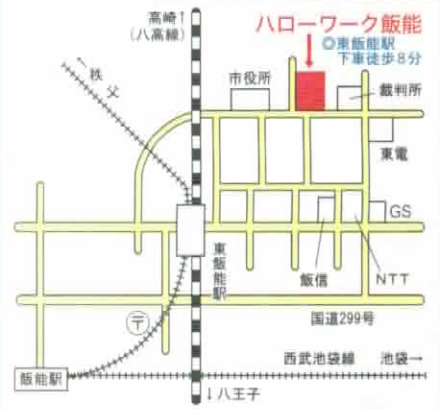 高崎↑
(八高線)
ハローワーク飯能
◎東飯能駅
下車徒歩8分
←秩父
市役所
裁判所
東電
GS
東飯能駅
飯信
NTT
〒
国道299号
西武池袋線 池袋→
飯能駅
↓八王子